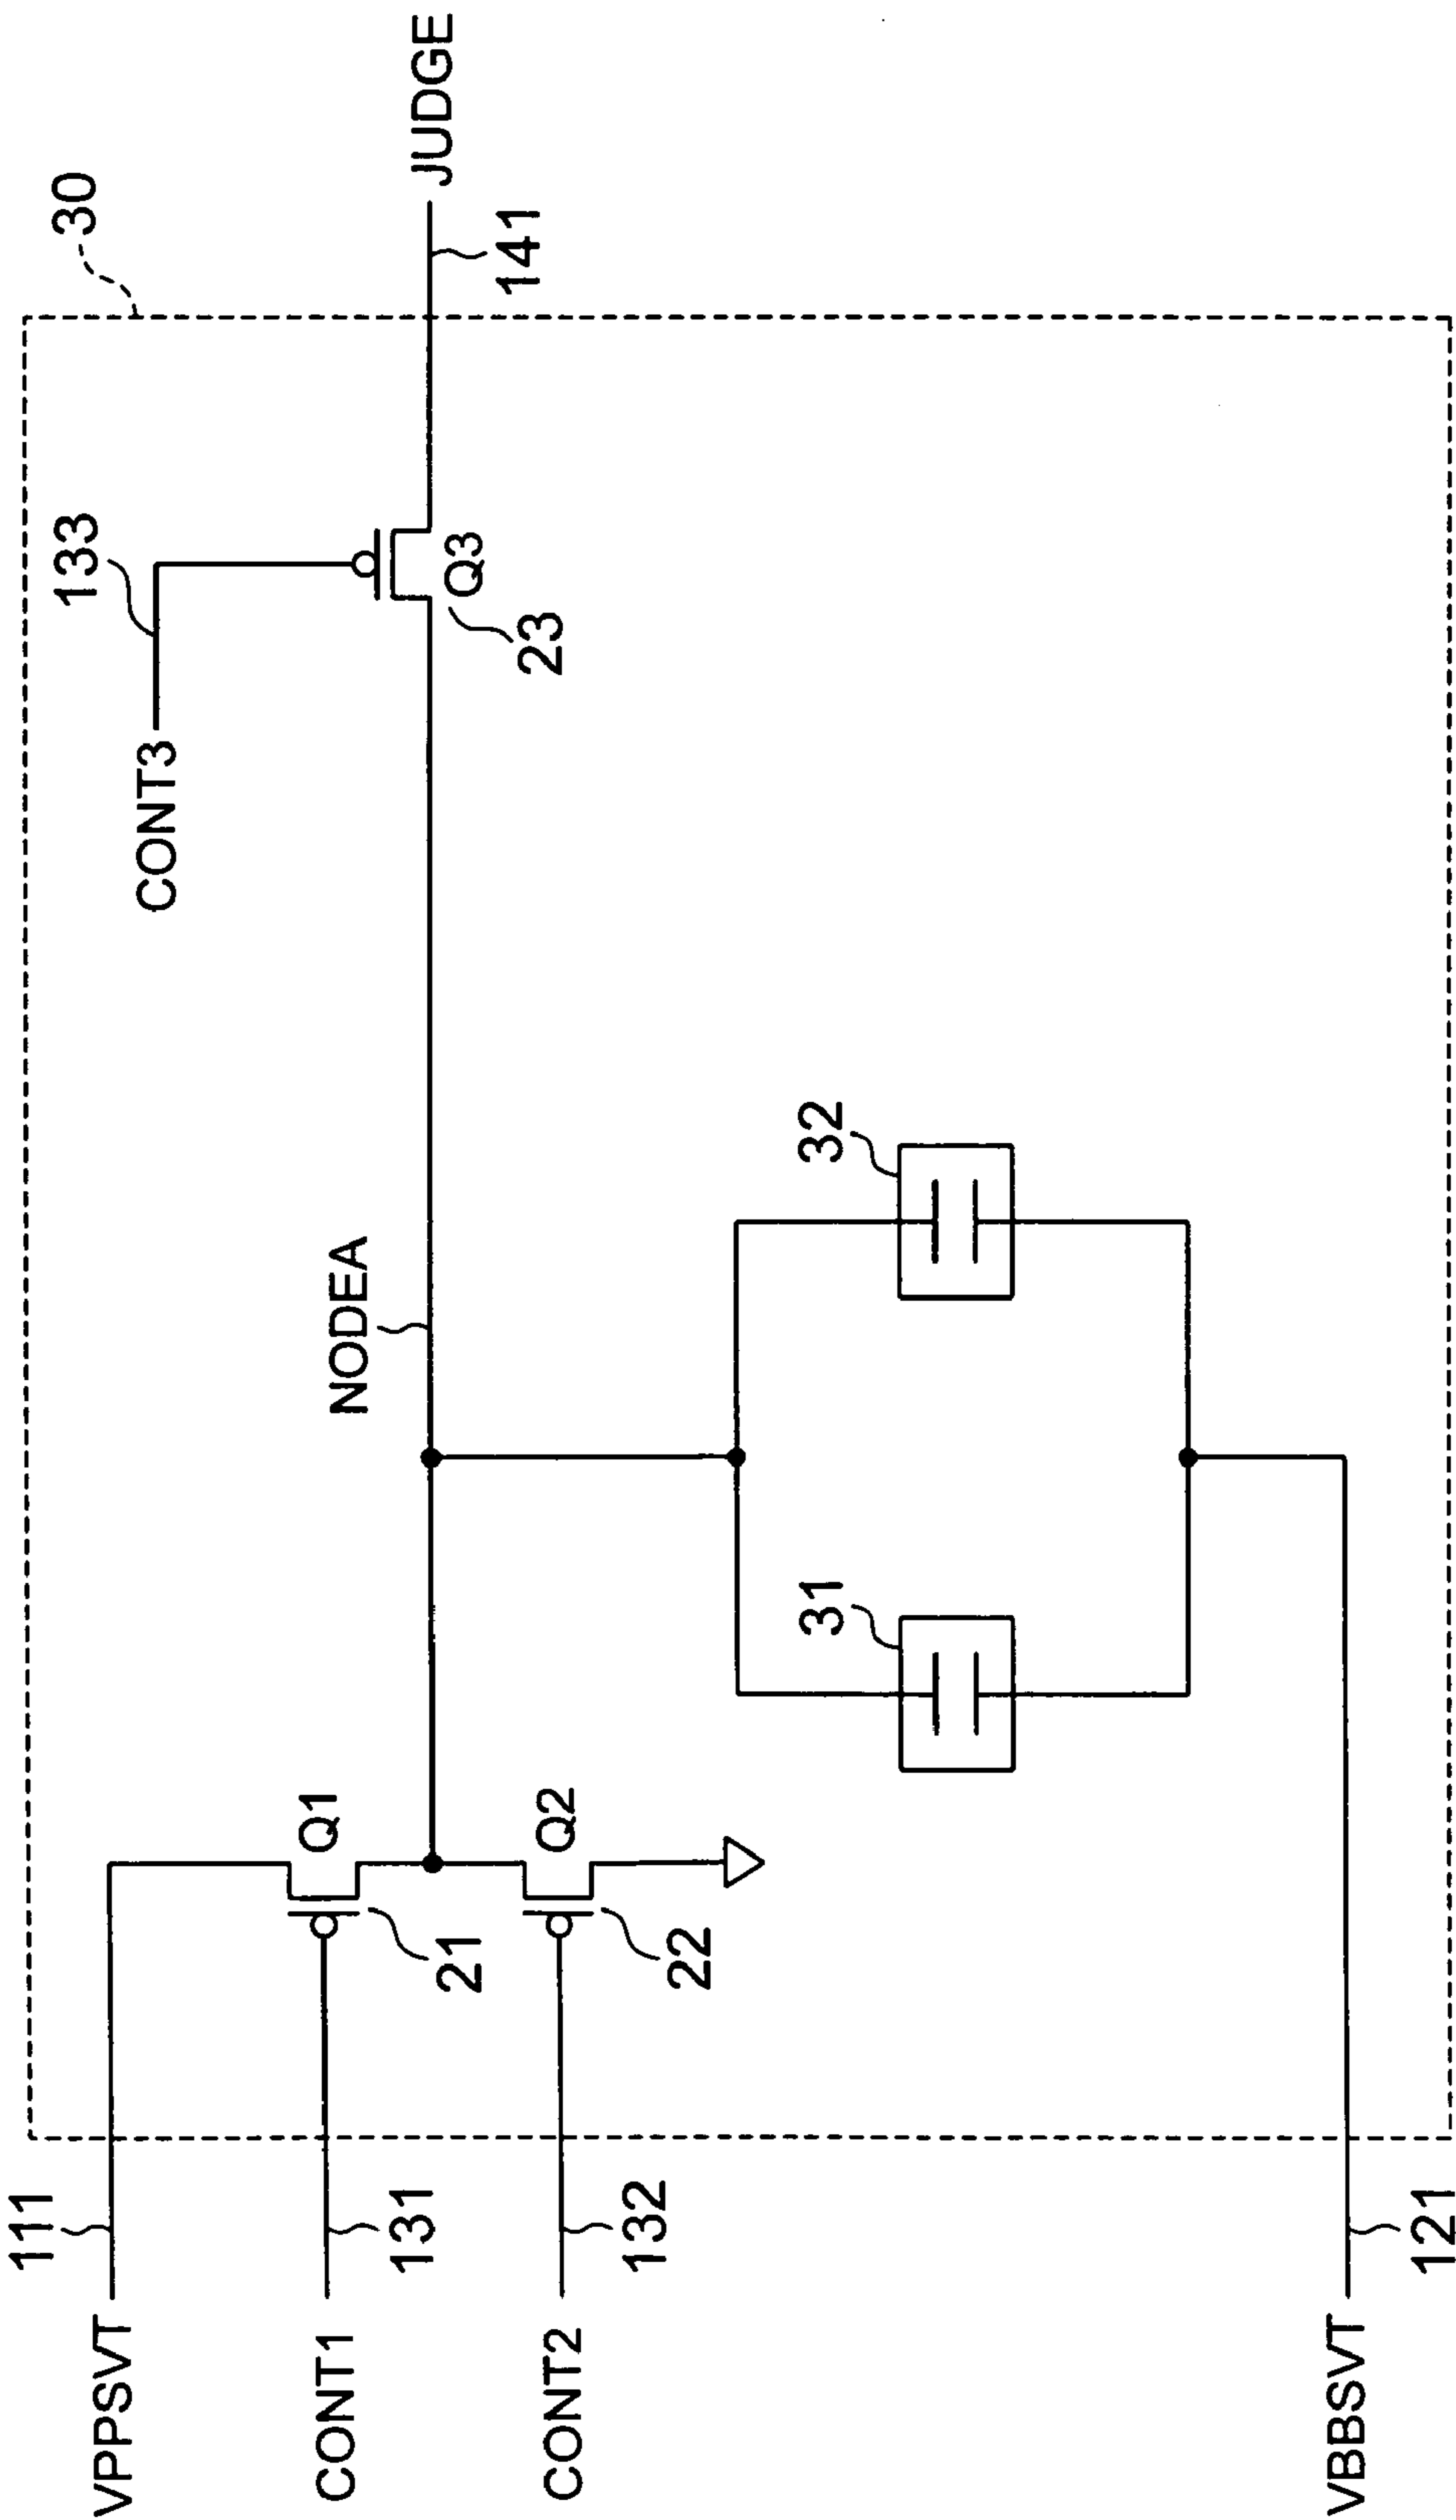 30
133
CONT3
JUDGE
141
Q3
23
NODEA
111
VPPSVT
Q1
21
CONT1
131
Q2
22
CONT2
132
31
32
VBBSVT
121